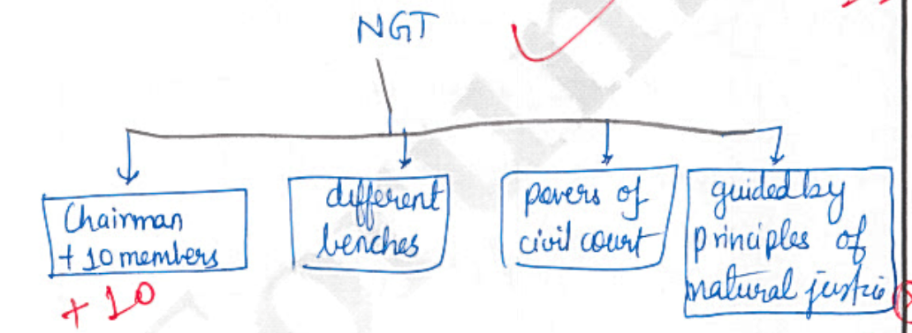 NGT
Chairman
+ 10 members
+ 10
different
benches
powers of
civil court
guided by
principles of
natural justice